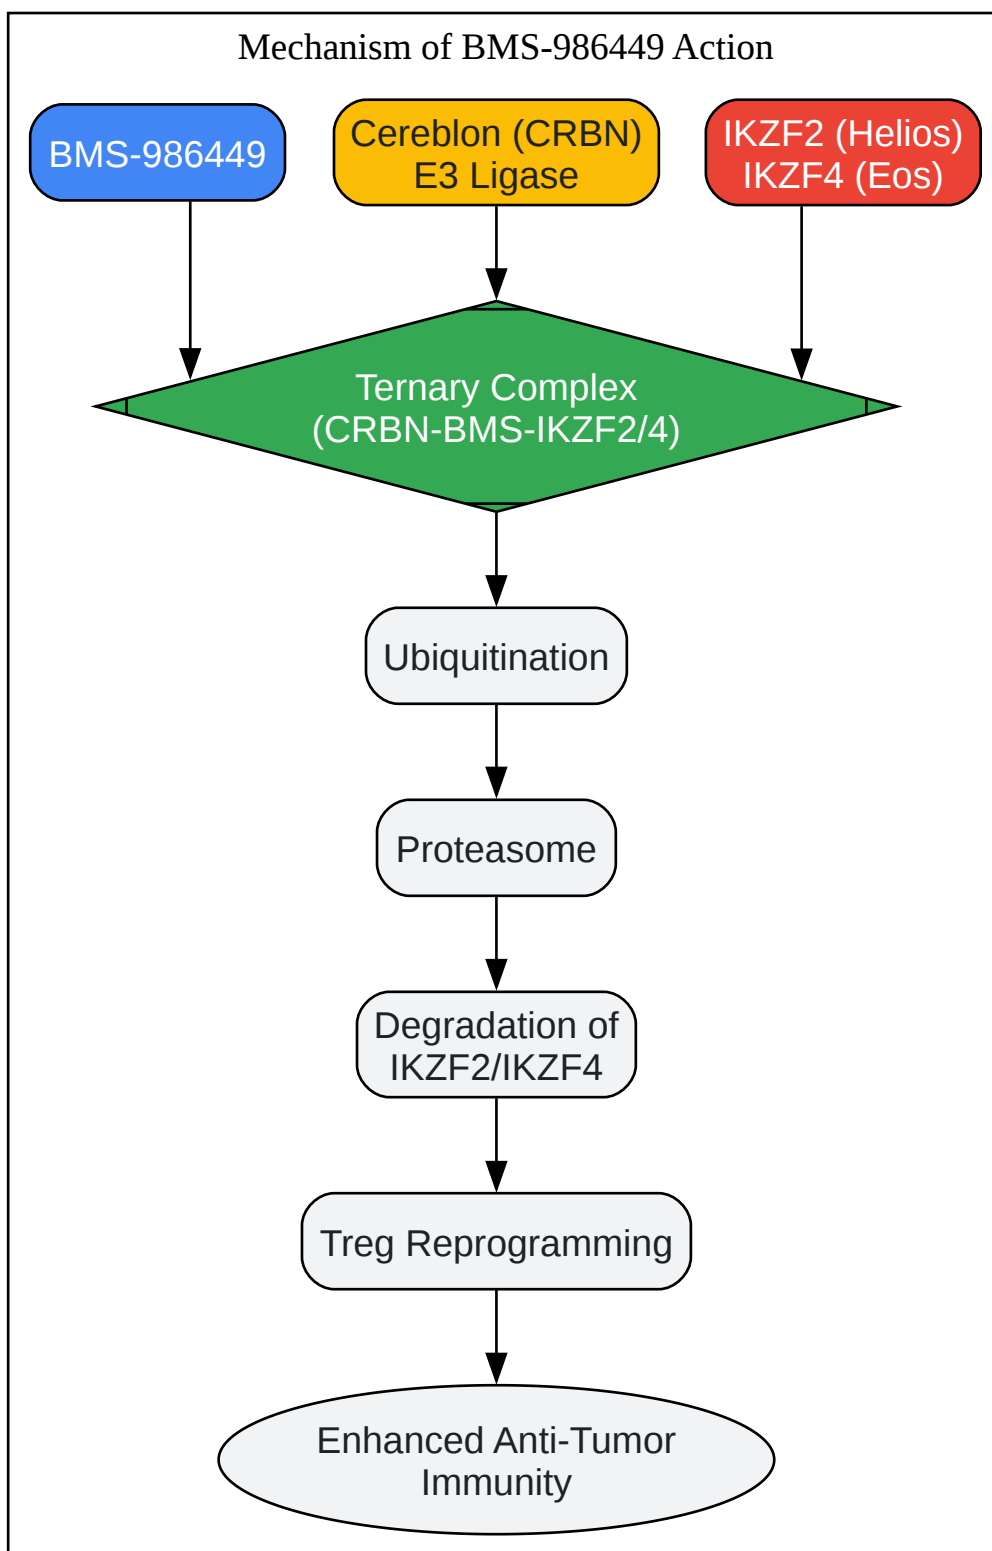 Mechanism of BMS-986449 Action
BMS-986449
Cereblon (CRBN)
E3 Ligase
IKZF2 (Helios)
IKZF4 (Eos)
Ternary Complex
(CRBN-BMS-IKZF2/4)
Ubiquitination
Proteasome
Degradation of
IKZF2/IKZF4
Treg Reprogramming
Enhanced Anti-Tumor
Immunity